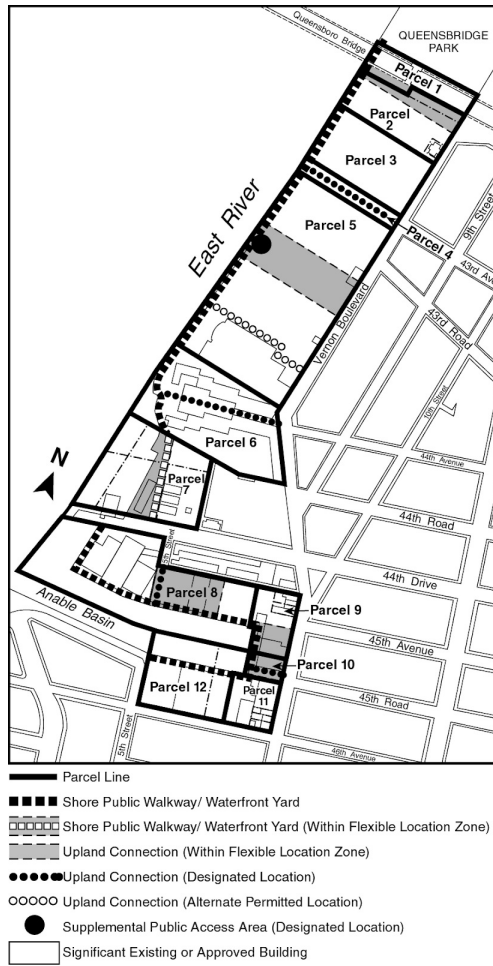 QUEENSBRIDGE
PARK
Queensboro Bridge
Parcel 1
Parcel
2
Parcel 3
East River
Parcel 5
Parcel 4
9th Street
43rd Ave
43rd Road
Vernon Boulevard
10th Street
Parcel 6
44th Avenue
N
Parcel
7
44th Road
5th Street
44th Drive
Parcel 8
Parcel 9
Anable Basin
45th Avenue
Parcel 10
Parcel 12
Parcel
11
45th Road
5th Street
46th Avenue
Parcel Line
Shore Public Walkway/ Waterfront Yard
Shore Public Walkway/ Waterfront Yard (Within Flexible Location Zone)
Upland Connection (Within Flexible Location Zone)
Upland Connection (Designated Location)
Upland Connection (Alternate Permitted Location)
Supplemental Public Access Area (Designated Location)
Significant Existing or Approved Building